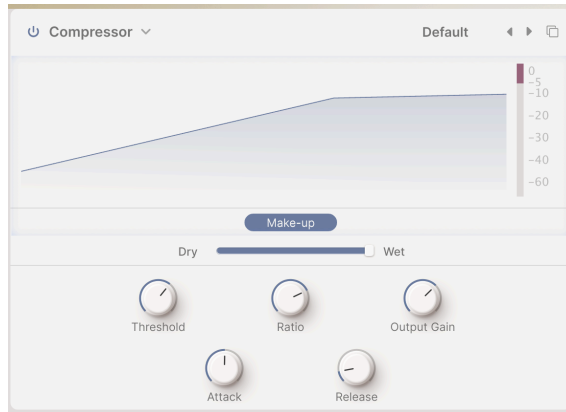 Compressor
Default
0
-5
-10
-20
-30
-40
-60
Make-up
Dry
Wet
Threshold
Ratio
Output Gain
Attack
Release